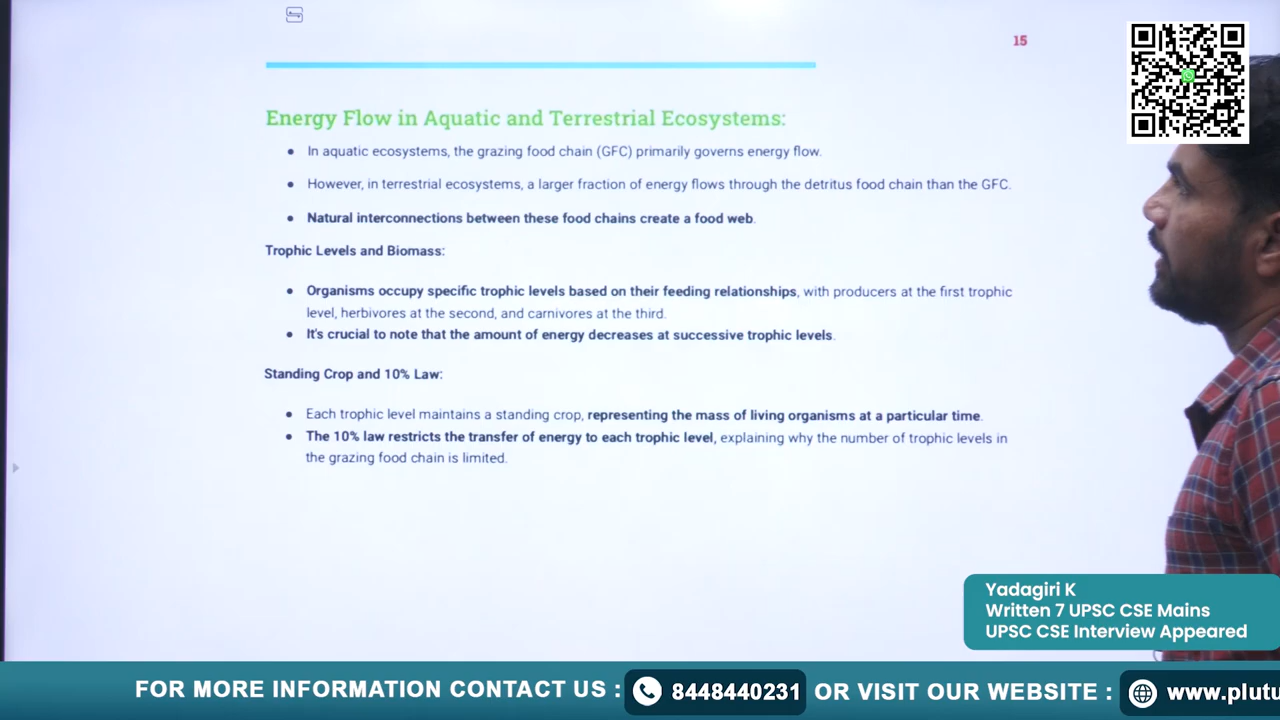 15
Energy Flow in Aquatic and Terrestrial Ecosystems:
● In aquatic ecosystems, the grazing food chain (GFC) primarily governs energy flow.
● However, in terrestrial ecosystems, a larger fraction of energy flows through the detritus food chain than the GFC.
● Natural interconnections between these food chains create a food web.
Trophic Levels and Biomass:
● Organisms occupy specific trophic levels based on their feeding relationships, with producers at the first trophic
level, herbivores at the second, and carnivores at the third.
● It's crucial to note that the amount of energy decreases at successive trophic levels.
Standing Crop and 10% Law:
● Each trophic level maintains a standing crop, representing the mass of living organisms at a particular time.
● The 10% law restricts the transfer of energy to each trophic level, explaining why the number of trophic levels in
the grazing food chain is limited.
Yadagiri K
Written 7 UPSC CSE Mains
UPSC CSE Interview Appeared
FOR MORE INFORMATION CONTACT US : 8448440231 OR VISIT OUR WEBSITE : www.plutu